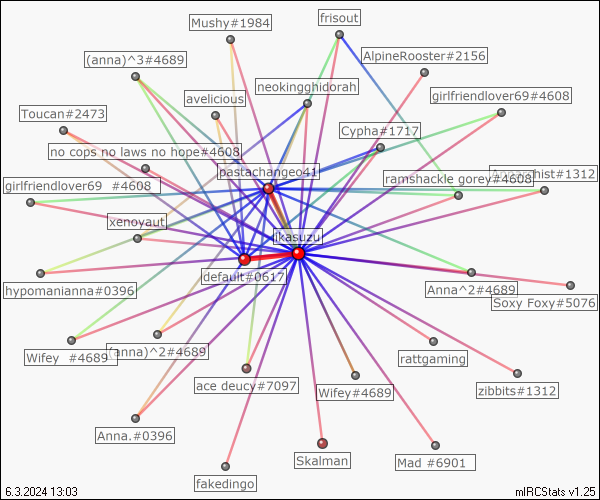 Mushy#1984
frisout
(anna)^3#4689
AlpineRooster#2156
neokingghidorah
avelicious
girlfriendlover69#4608
Toucan#2473
Cypha#1717
no cops no laws no hope#4608
pastachangeo41
ramshackle gorey#4608
#1312
girlfriendlover69 #4608
xenoyaut
ikasuzu
default#0617
hypomanianna#0396
Anna^2#4689
Soxy Foxy#5076
Wifey #4689
(anna)^2#4689
rattgaming
ace deucy#7097
Wifey#4689
zibbits#1312
Anna.#0396
Skalman
Mad #6901
fakedingo
6.3.2024 13:03
mIRCStats v1.25